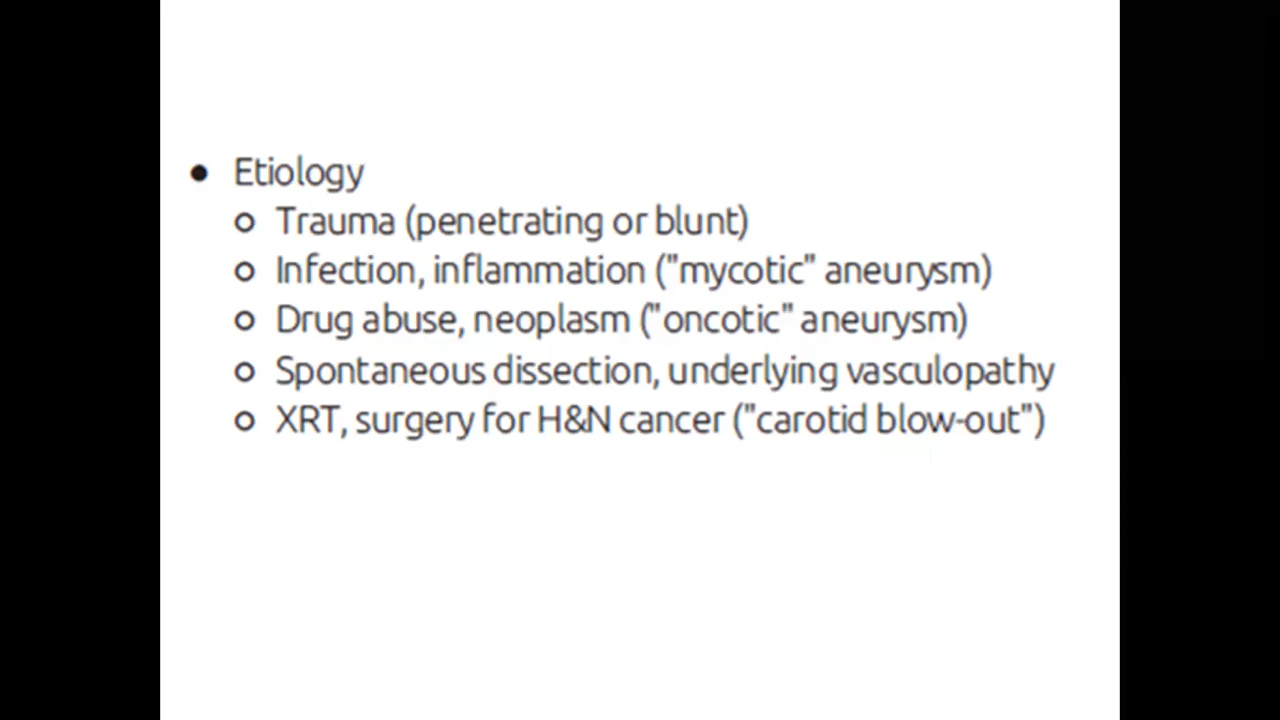 ● Etiology
○ Trauma (penetrating or blunt)
○ Infection, inflammation ("mycotic" aneurysm)
○ Drug abuse, neoplasm ("oncotic" aneurysm)
○ Spontaneous dissection, underlying vasculopathy
○ XRT, surgery for H&N cancer ("carotid blow-out")